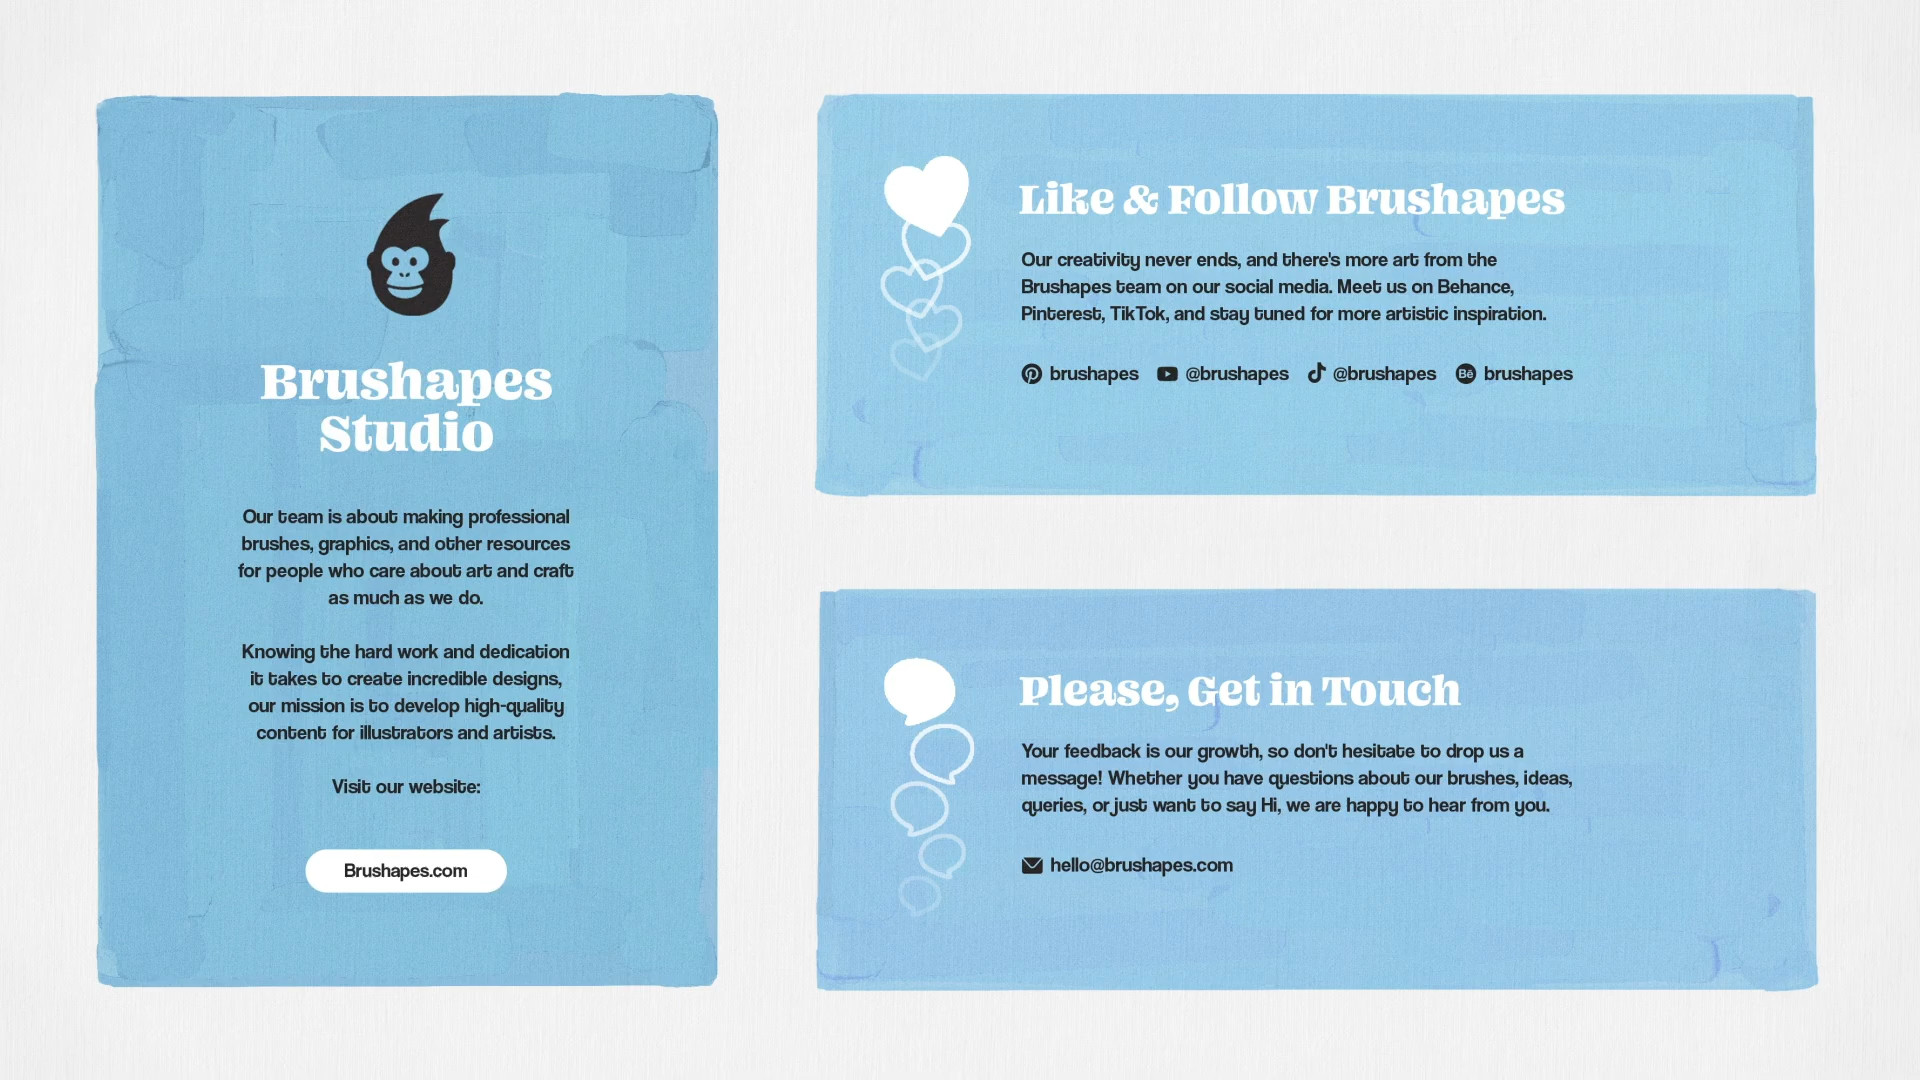 Brushapes
Studio
Our team is about making professional
brushes, graphics, and other resources
for people who care about art and craft
as much as we do.
Knowing the hard work and dedication
it takes to create incredible designs,
our mission is to develop high-quality
content for illustrators and artists.
Visit our website:
Brushapes.com
Like & Follow Brushapes
Our creativity never ends, and there's more art from the
Brushapes team on our social media. Meet us on Behance,
Pinterest, TikTok, and stay tuned for more artistic inspiration.
brushapes @brushapes @brushapes Bē brushapes
Please, Get in Touch
Your feedback is our growth, so don't hesitate to drop us a
message! Whether you have questions about our brushes, ideas,
queries, or just want to say Hi, we are happy to hear from you.
hello@brushapes.com